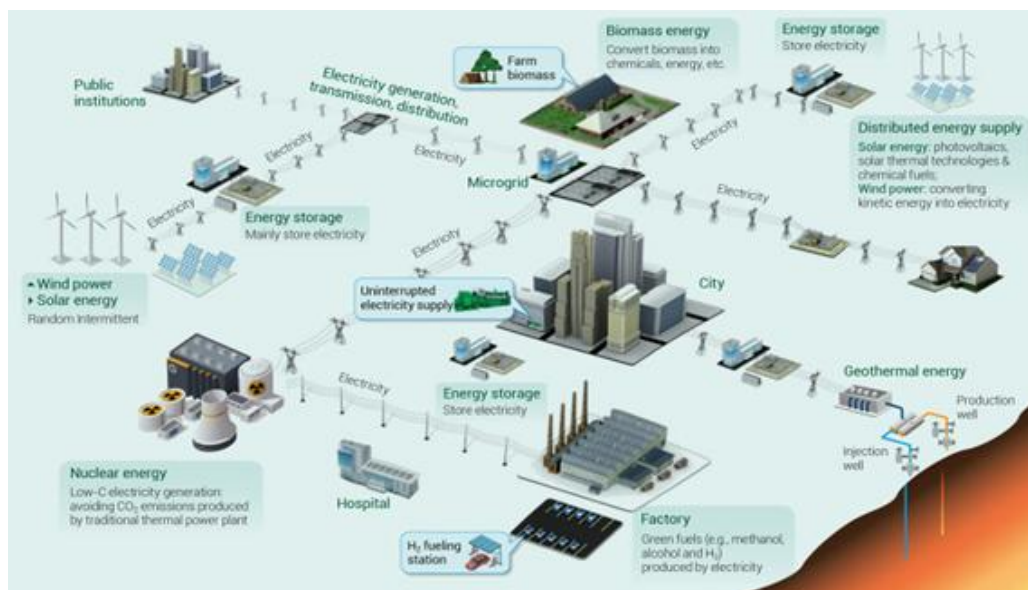 Public
institutions
Electricity generation,
transmission, distribution
Farm
biomass
Biomass energy
Convert biomass into
chemicals, energy, etc.
Energy storage
Store electricity
Distributed energy supply
Solar energy: photovoltaics,
solar thermal technologies &
chemical fuels;
Wind power: converting
kinetic energy into electricity
Electricity
Electricity
Electricity
Microgrid
Electricity
Electricity
Energy storage
Mainly store electricity
Electricity
Wind power
Solar energy
Random Intermittent
Uninterrupted
electricity supply
City
Electricity
Energy storage
Store electricity
Geothermal energy
Production
well
Injection
well
Nuclear energy
Low-C electricity generation:
avoiding CO₂ emissions produced
by traditional thermal power plant
Hospital
H₂ fueling
station
Factory
Green fuels (e.g., methanol,
alcohol and H₂)
produced by electricity